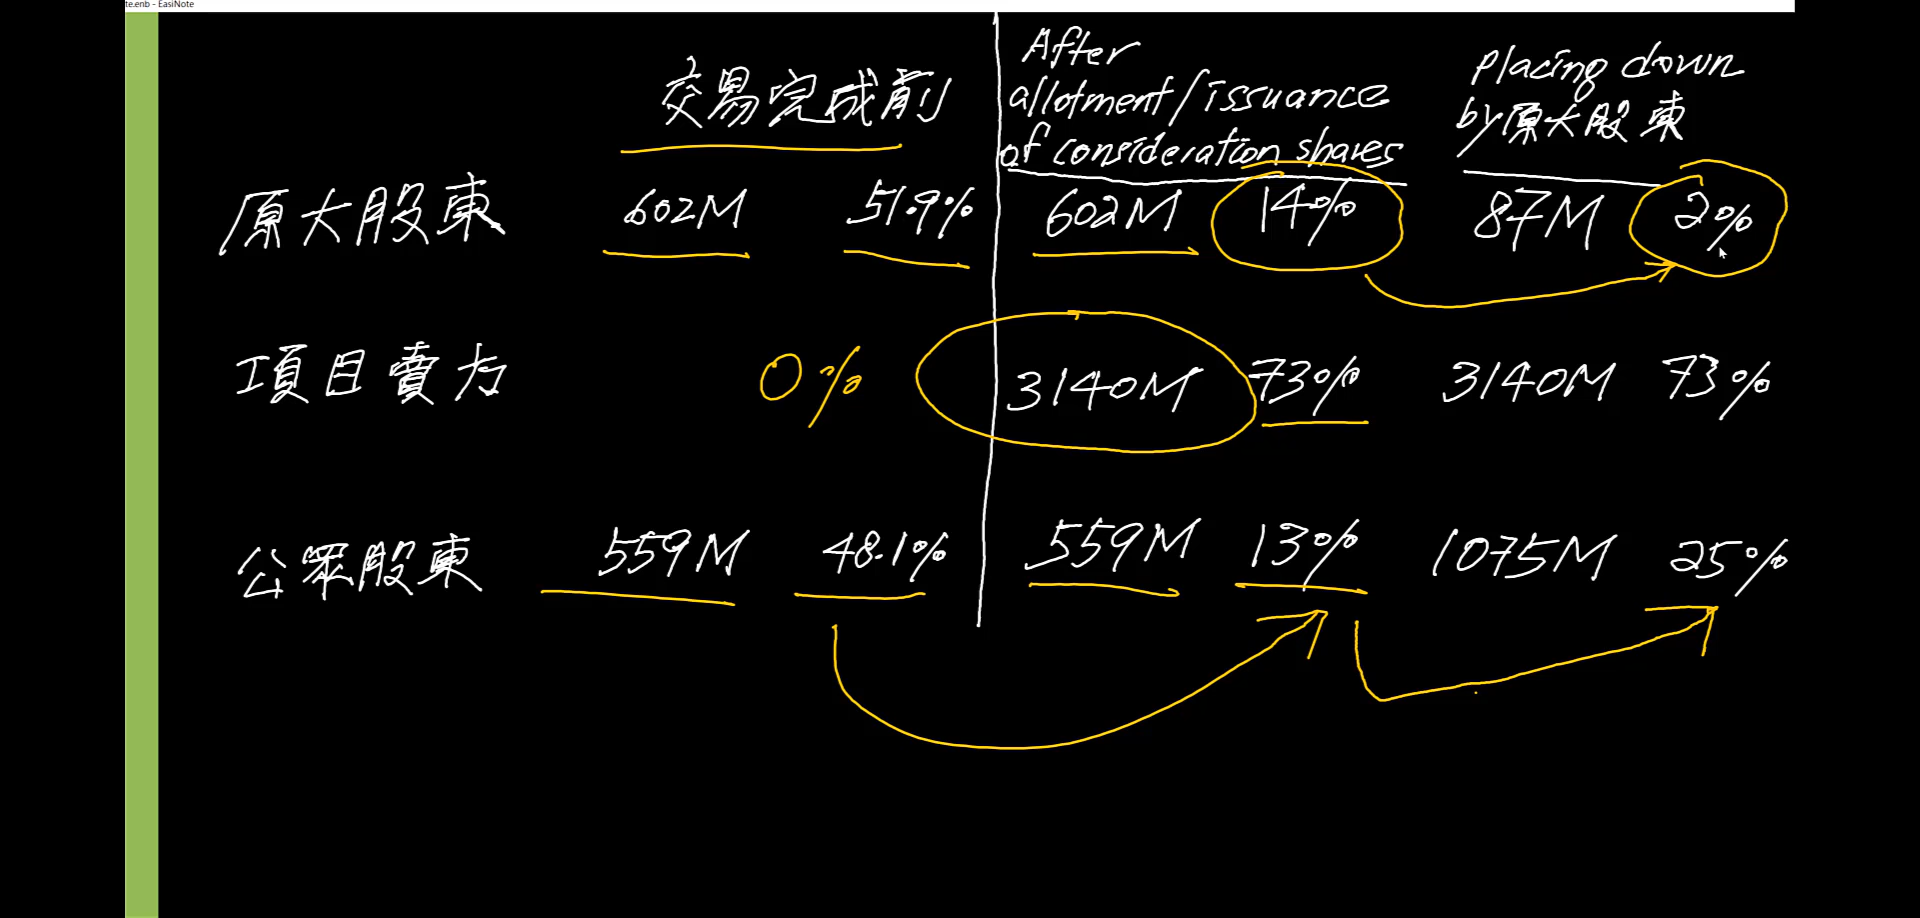 te.enb - EasiNote
交易完成前
After
allotment/issuance
of consideration shares
Placing down
by原大股東
原大股東 602M 51.9% 602M 14% 87M 2%
項目賣方 0% 3140M 73% 3140M 73%
公眾股東 559M 48.1% 559M 13% 1075M 25%